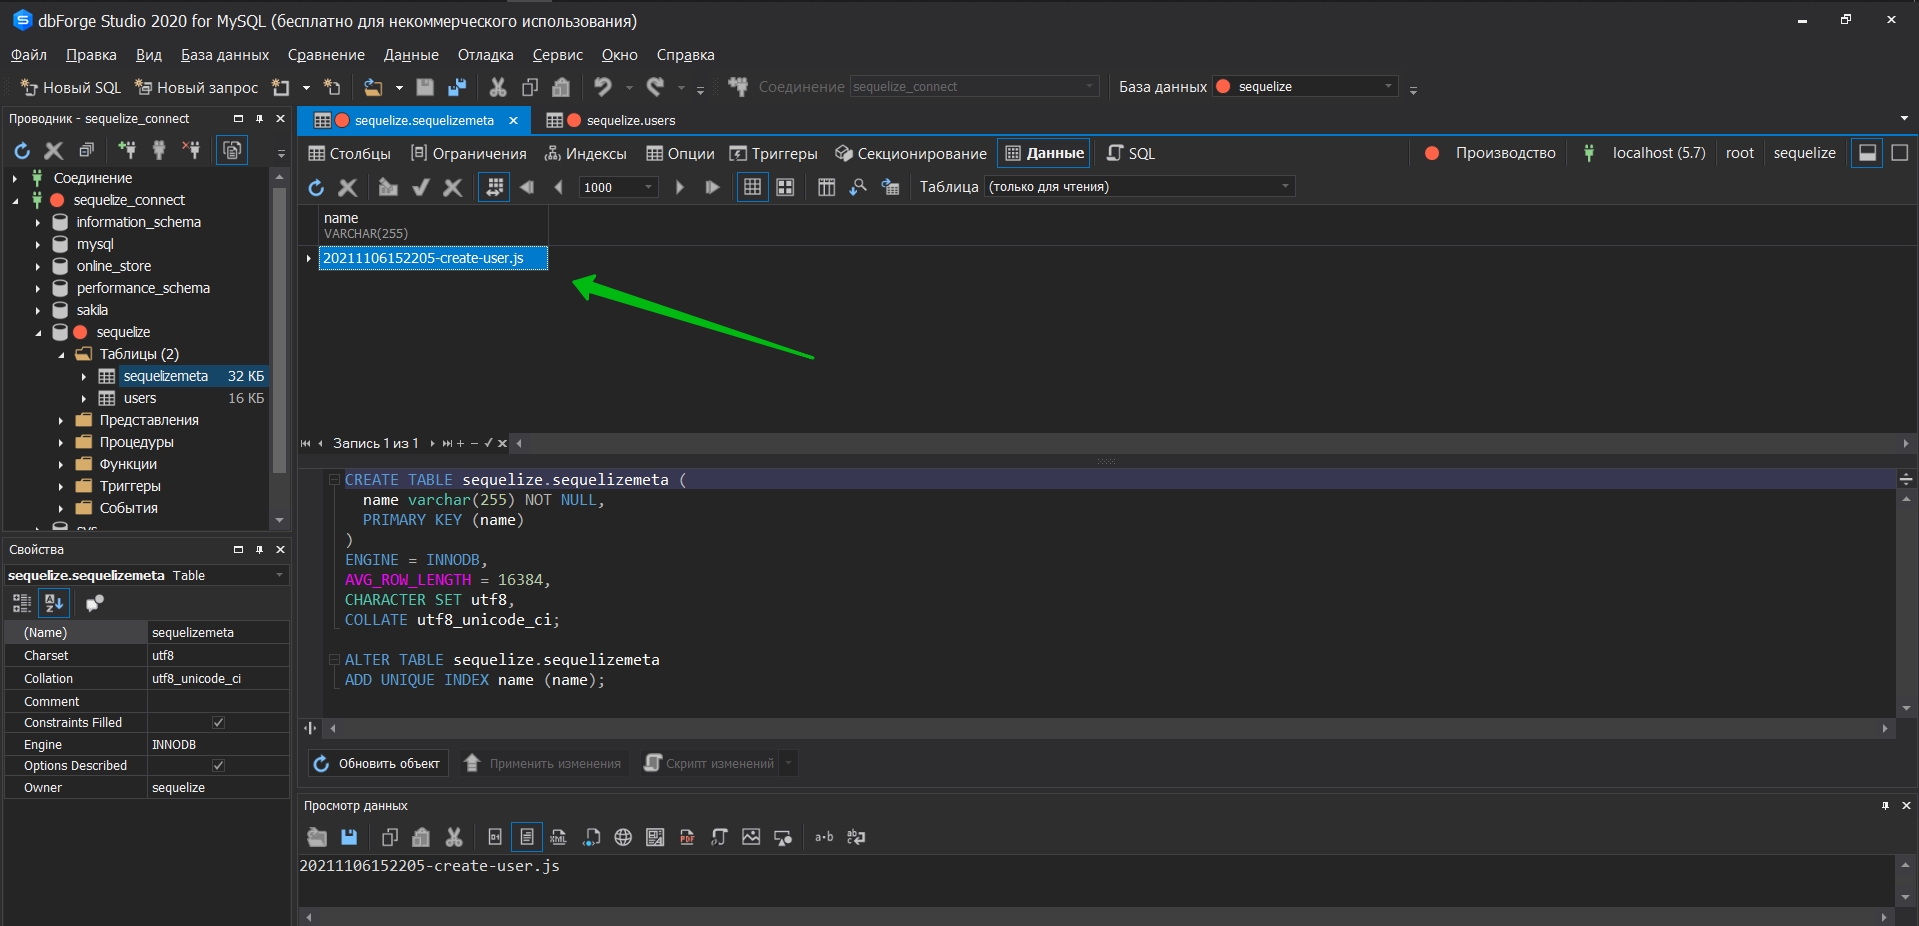 dbForge Studio 2020 for MySQL (бесплатно для некоммерческого использования)
Файл Правка Вид База данных Сравнение Данные Отладка Сервис Окно Справка
Новый SQL Новый запрос Соединение sequelize_connect База данных sequelize
Проводник - sequelize_connect
Соединение
sequelize_connect
information_schema
mysql
online_store
performance_schema
sakila
sequelize
Таблицы (2)
sequelizemeta 32 КБ
users 16 КБ
Представления
Процедуры
Функции
Триггеры
События
sys
Свойства
sequelize.sequelizemeta Table
(Name) sequelizemeta
Charset utf8
Collation utf8_unicode_ci
Comment
Constraints Filled
Engine INNODB
Options Described
Owner sequelize
sequelize.sequelizemeta sequelize.users
Столбцы Ограничения Индексы Опции Триггеры Секционирование Данные SQL Производство localhost (5.7) root sequelize
1000 Таблица (только для чтения)
name
VARCHAR(255)
20211106152205-create-user.js
Запись 1 из 1
CREATE TABLE sequelize.sequelizemeta (
name varchar(255) NOT NULL,
PRIMARY KEY (name)
)
ENGINE = INNODB,
AVG_ROW_LENGTH = 16384,
CHARACTER SET utf8,
COLLATE utf8_unicode_ci;
ALTER TABLE sequelize.sequelizemeta
ADD UNIQUE INDEX name (name);
Обновить объект Применить изменения Скрипт изменений
Просмотр данных
XML PDF a·b
20211106152205-create-user.js